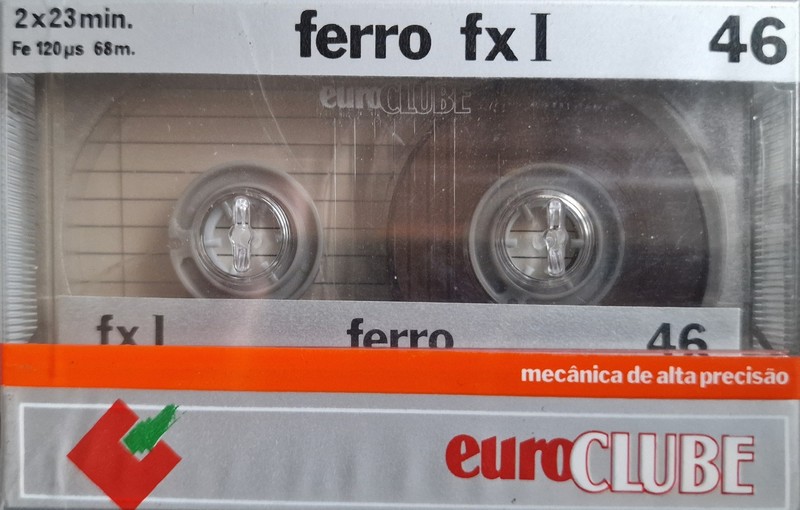 2x23min.
Fe 120µs 68m.
ferro fx I
46
euroCLUBE
fx I ferro 46
mecânica de alta precisão
euroCLUBE